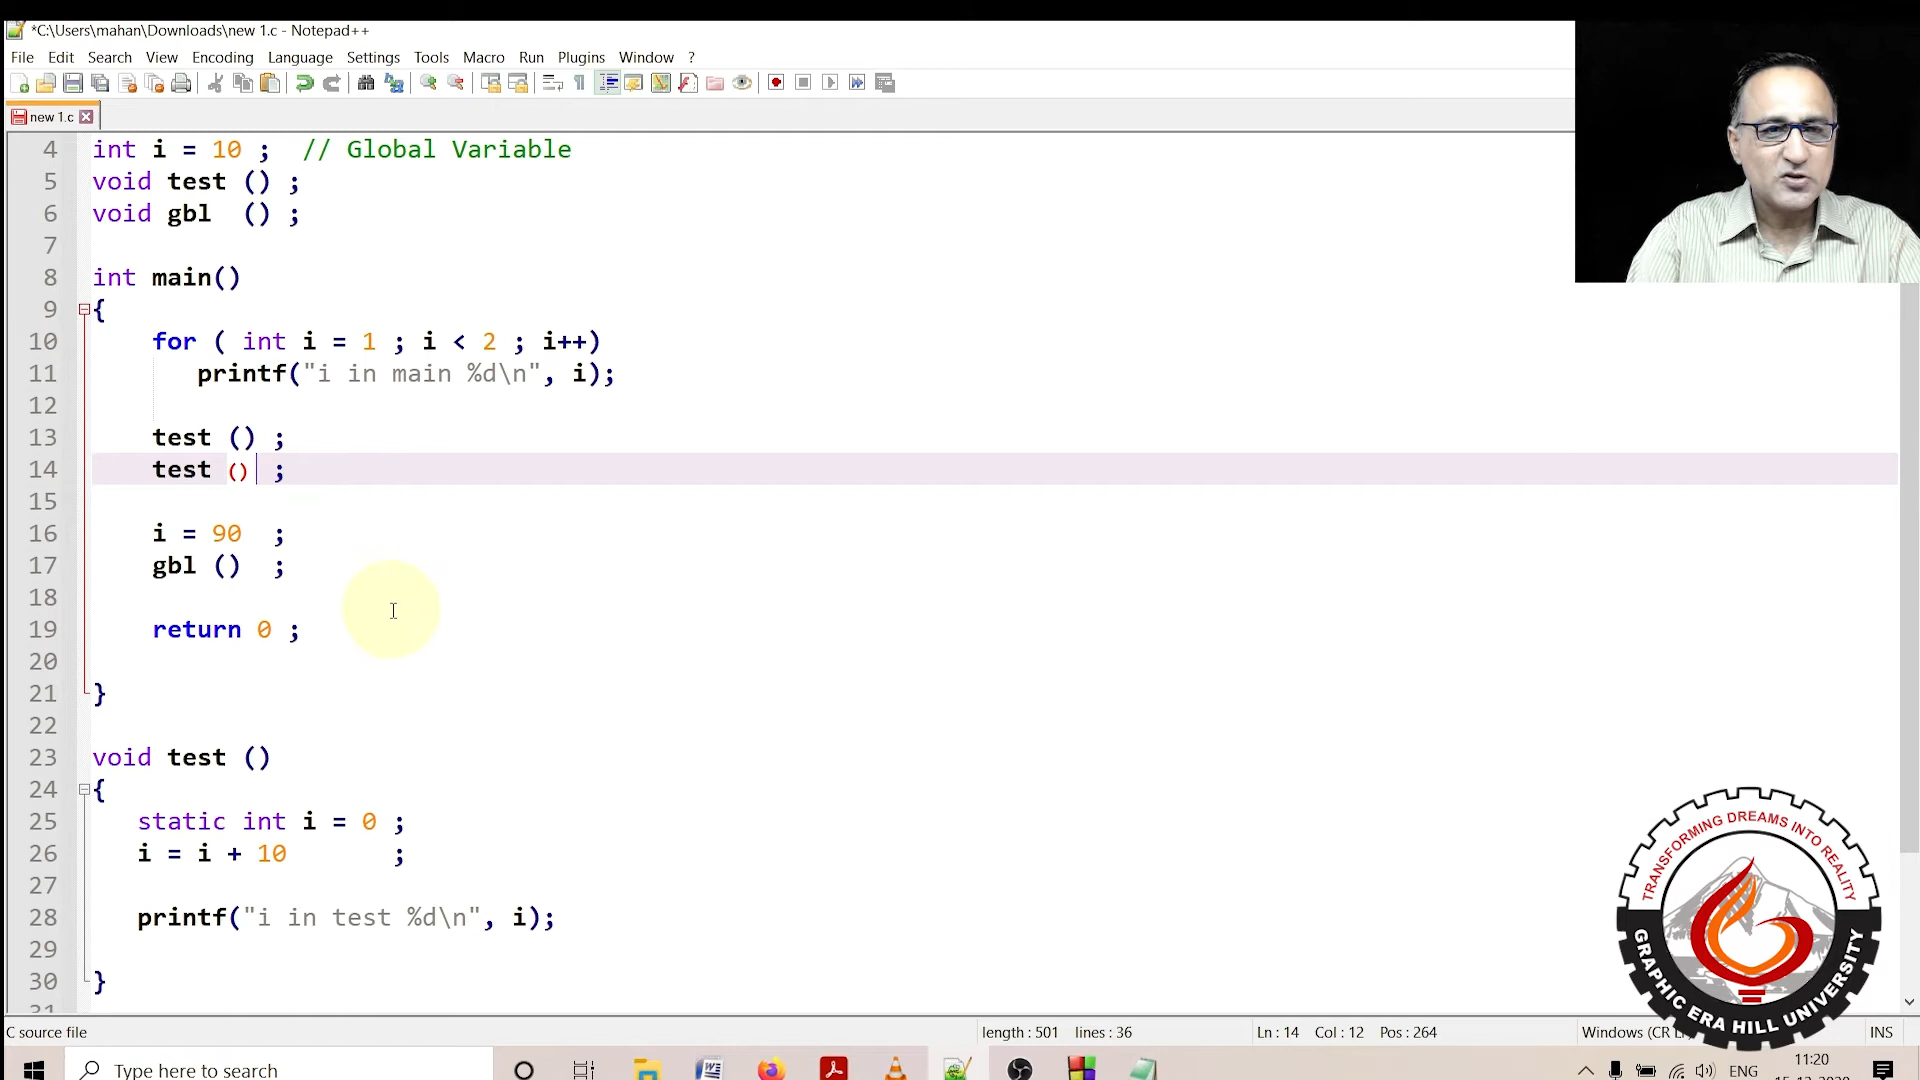 *C:\Users\mahan\Downloads\new 1.c - Notepad++
File Edit Search View Encoding Language Settings Tools Macro Run Plugins Window ?
new 1.c
4 int i = 10 ; // Global Variable
5 void test () ;
6 void gbl () ;
7
8 int main()
9 {
10 for ( int i = 1 ; i < 2 ; i++)
11 printf("i in main %d\n", i);
12
13 test () ;
14 test () ;
15
16 i = 90 ;
17 gbl () ;
18
19 return 0 ;
20
21 }
22
23 void test ()
24 {
25 static int i = 0 ;
26 i = i + 10 ;
27
28 printf("i in test %d\n", i);
29
30 }
31
TRANSFORMING DREAMS INTO REALITY
GRAPHIC ERA HILL UNIVERSITY
C source file length : 501 lines : 36 Ln : 14 Col : 12 Pos : 264 Windows (CR INS
Type here to search ENG 11:20